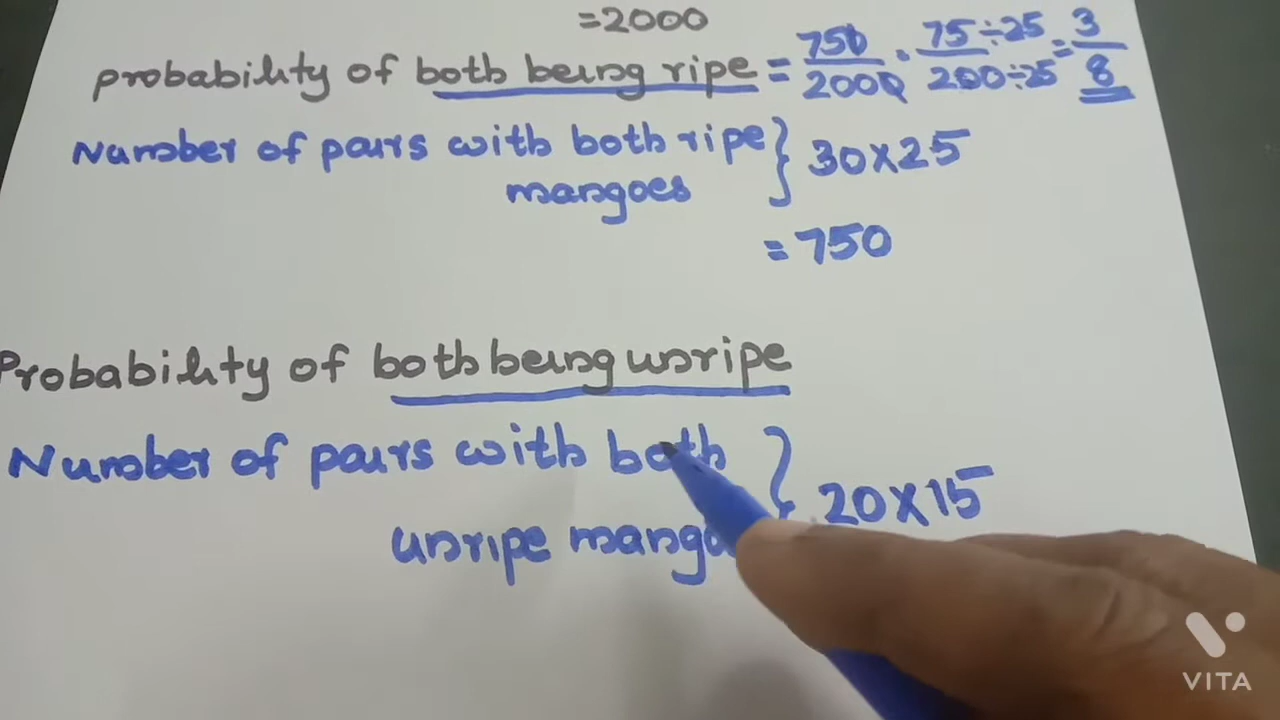 =2000
probability of both being ripe = 750/2000 · 75÷25/200÷25 = 3/8
Number of pairs with both ripe mangoes } 30×25
= 750
Probability of both being unripe
Number of pairs with both
unripe } 20×15
VITA